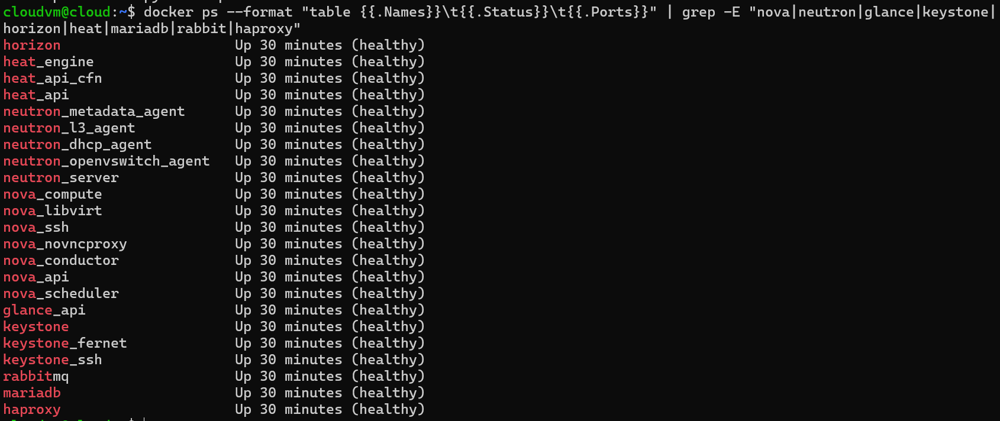 cloudvm@cloud:~$ docker ps --format "table {{.Names}}\t{{.Status}}\t{{.Ports}}" | grep -E "nova|neutron|glance|keystone|
horizon|heat|mariadb|rabbit|haproxy"
horizon Up 30 minutes (healthy)
heat_engine Up 30 minutes (healthy)
heat_api_cfn Up 30 minutes (healthy)
heat_api Up 30 minutes (healthy)
neutron_metadata_agent Up 30 minutes (healthy)
neutron_l3_agent Up 30 minutes (healthy)
neutron_dhcp_agent Up 30 minutes (healthy)
neutron_openvswitch_agent Up 30 minutes (healthy)
neutron_server Up 30 minutes (healthy)
nova_compute Up 30 minutes (healthy)
nova_libvirt Up 30 minutes (healthy)
nova_ssh Up 30 minutes (healthy)
nova_novncproxy Up 30 minutes (healthy)
nova_conductor Up 30 minutes (healthy)
nova_api Up 30 minutes (healthy)
nova_scheduler Up 30 minutes (healthy)
glance_api Up 30 minutes (healthy)
keystone Up 30 minutes (healthy)
keystone_fernet Up 30 minutes (healthy)
keystone_ssh Up 30 minutes (healthy)
rabbitmq Up 30 minutes (healthy)
mariadb Up 30 minutes (healthy)
haproxy Up 30 minutes (healthy)